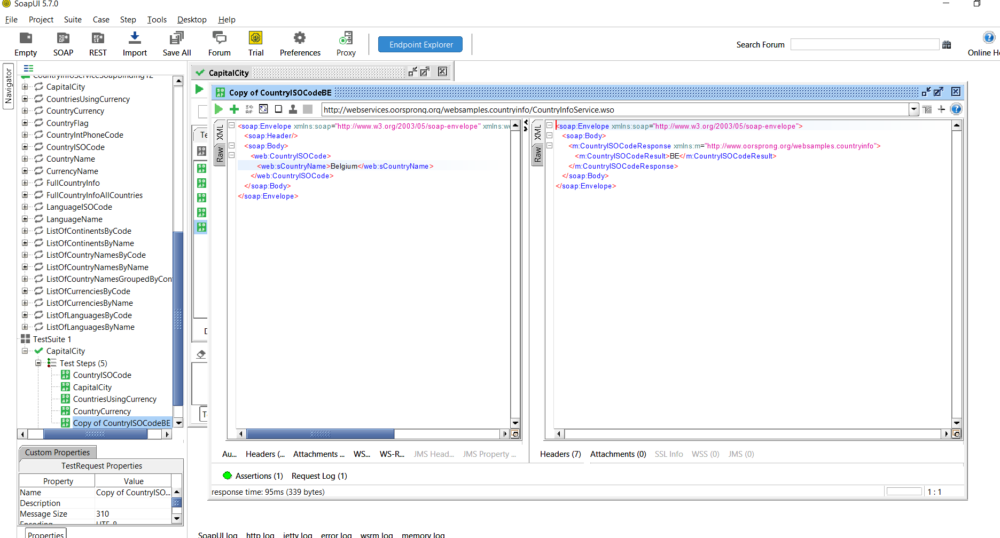 SoapUI 5.7.0
File Project Suite Case Step Tools Desktop Help
Empty SOAP REST Import Save All Forum Trial Preferences Proxy Endpoint Explorer Search Forum Online He
Navigator
CountryInfoServiceSoapBinding12
CapitalCity
CountriesUsingCurrency
CountryCurrency
CountryFlag
CountryIntPhoneCode
CountryISOCode
CountryName
CurrencyName
FullCountryInfo
FullCountryInfoAllCountries
LanguageISOCode
LanguageName
ListOfContinentsByCode
ListOfContinentsByName
ListOfCountryNamesByCode
ListOfCountryNamesByName
ListOfCountryNamesGroupedByCon
ListOfCurrenciesByCode
ListOfCurrenciesByName
ListOfLanguagesByCode
ListOfLanguagesByName
TestSuite 1
CapitalCity
Test Steps (5)
CountryISOCode
CapitalCity
CountriesUsingCurrency
CountryCurrency
Copy of CountryISOCodeBE
Custom Properties
TestRequest Properties
Property Value
Name Copy of CountryISO...
Description
Message Size 310
Encoding UTF-8
Properties
CapitalCity
Te
D
T
Copy of CountryISOCodeBE
http://webservices.oorsprong.org/websamples.countryinfo/CountryInfoService.wso
XML
Raw
<soap:Envelope xmlns:soap="http://www.w3.org/2003/05/soap-envelope" xmlns:we
<soap:Header/>
<soap:Body>
<web:CountryISOCode>
<web:sCountryName>Belgium</web:sCountryName>
</web:CountryISOCode>
</soap:Body>
</soap:Envelope>
XML
Raw
<soap:Envelope xmlns:soap="http://www.w3.org/2003/05/soap-envelope">
<soap:Body>
<m:CountryISOCodeResponse xmlns:m="http://www.oorsprong.org/websamples.countryinfo">
<m:CountryISOCodeResult>BE</m:CountryISOCodeResult>
</m:CountryISOCodeResponse>
</soap:Body>
</soap:Envelope>
Au... Headers (... Attachments ... WS... WS-R... JMS Head... JMS Property ...
Headers (7) Attachments (0) SSL Info WSS (0) JMS (0)
Assertions (1) Request Log (1)
response time: 95ms (339 bytes)
1 : 1
SoapUI log http log jetty log error log wsrm log memory log